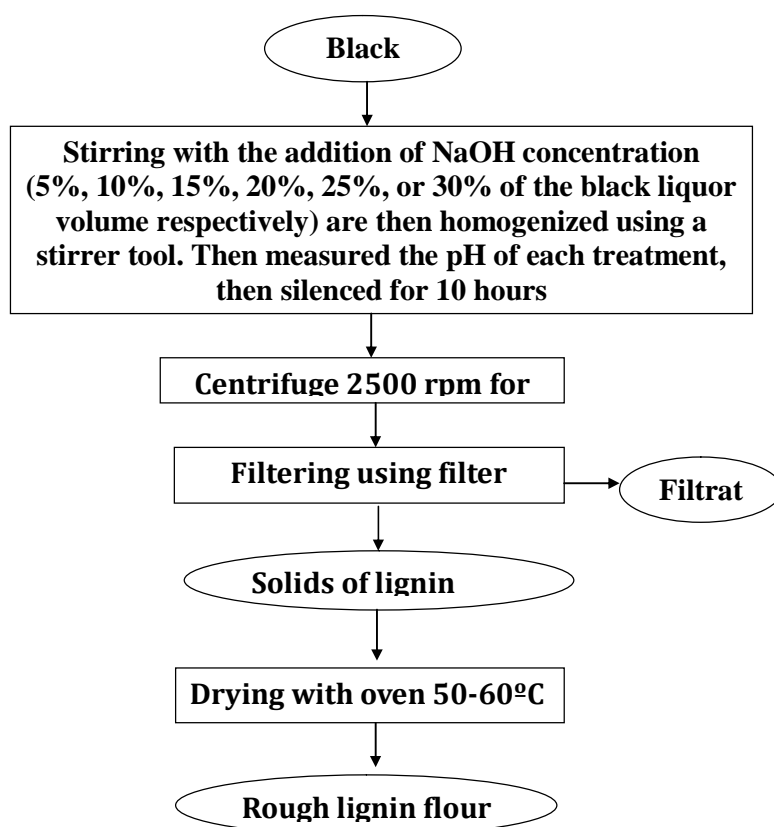 Black
Stirring with the addition of NaOH concentration
(5%, 10%, 15%, 20%, 25%, or 30% of the black liquor
volume respectively) are then homogenized using a
stirrer tool. Then measured the pH of each treatment,
then silenced for 10 hours
Centrifuge 2500 rpm for
Filtering using filter
Filtrat
Solids of lignin
Drying with oven 50-60ºC
Rough lignin flour